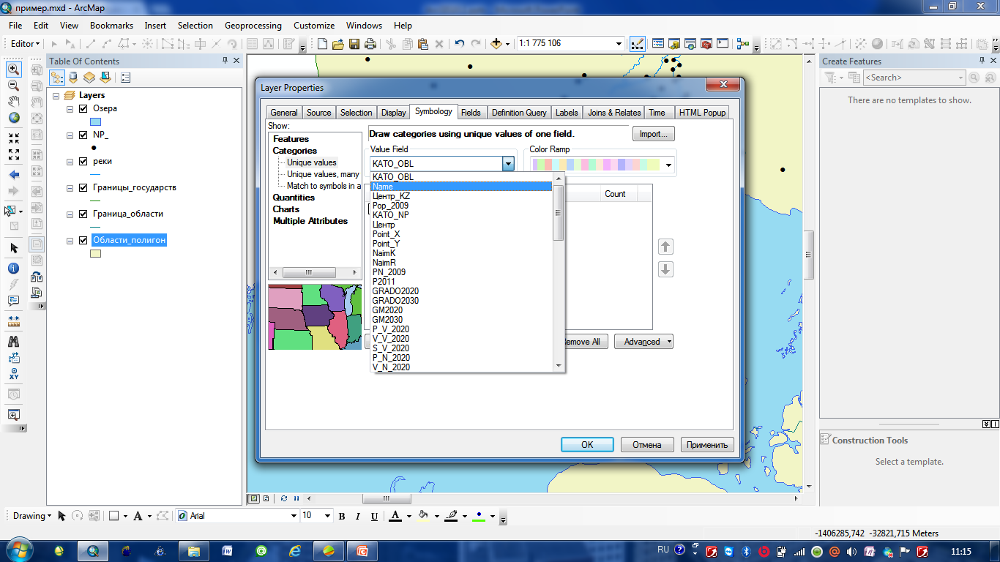 пример.mxd - ArcMap
File Edit View Bookmarks Insert Selection Geoprocessing Customize Windows Help
Editor
1:1 775 106
Table Of Contents
Layers
Озера
NP_
реки
Границы_государств
Граница_области
Области_полигон
Create Features
<Search>
There are no templates to show.
Construction Tools
Select a template.
Layer Properties
General Source Selection Display Symbology Fields Definition Query Labels Joins & Relates Time HTML Popup
Show:
Features
Categories
Unique values
Unique values, many
Match to symbols in a
Quantities
Charts
Multiple Attributes
Draw categories using unique values of one field.
Import...
Value Field
Color Ramp
KATO_OBL
KATO_OBL
Name
Центр_KZ
Pop_2009
KATO_NP
Центр
Point_X
Point_Y
NaimK
NaimR
PN_2009
P2011
GRADO2020
GRADO2030
GM2020
GM2030
P_V_2020
V_V_2020
S_V_2020
P_N_2020
V_N_2020
Count
emove All
Advanced
OK Отмена Применить
Drawing
A
Arial
10
B I U A
-1406285,742 -32821,715 Meters
RU
11:15